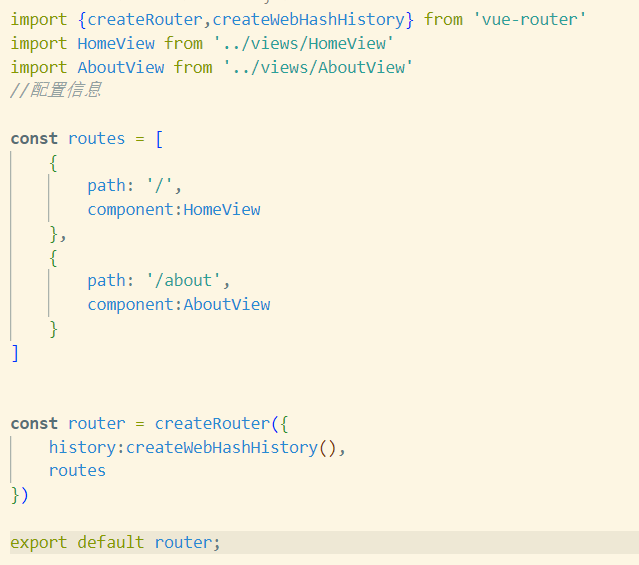 import {createRouter,createWebHashHistory} from 'vue-router'
import HomeView from '../views/HomeView'
import AboutView from '../views/AboutView'
//配置信息
const routes = [
    {
        path: '/',
        component:HomeView
    },
    {
        path: '/about',
        component:AboutView
    }
]
const router = createRouter({
    history:createWebHashHistory(),
    routes
})
export default router;